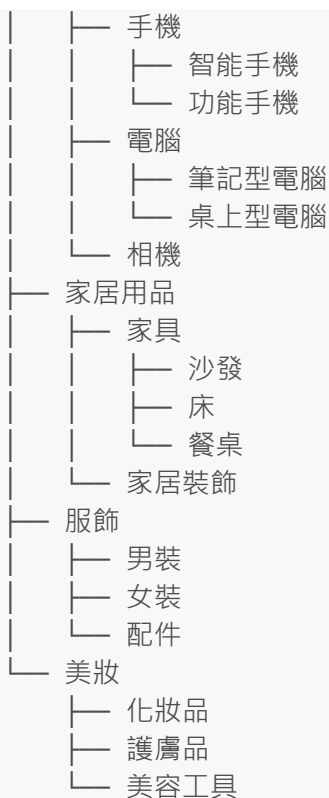 │   ├── 手機
│   │   ├── 智能手機
│   │   └── 功能手機
│   ├── 電腦
│   │   ├── 筆記型電腦
│   │   └── 桌上型電腦
│   └── 相機
├── 家居用品
│   ├── 家具
│   │   ├── 沙發
│   │   ├── 床
│   │   └── 餐桌
│   └── 家居裝飾
├── 服飾
│   ├── 男裝
│   ├── 女裝
│   └── 配件
└── 美妝
    ├── 化妝品
    ├── 護膚品
    └── 美容工具